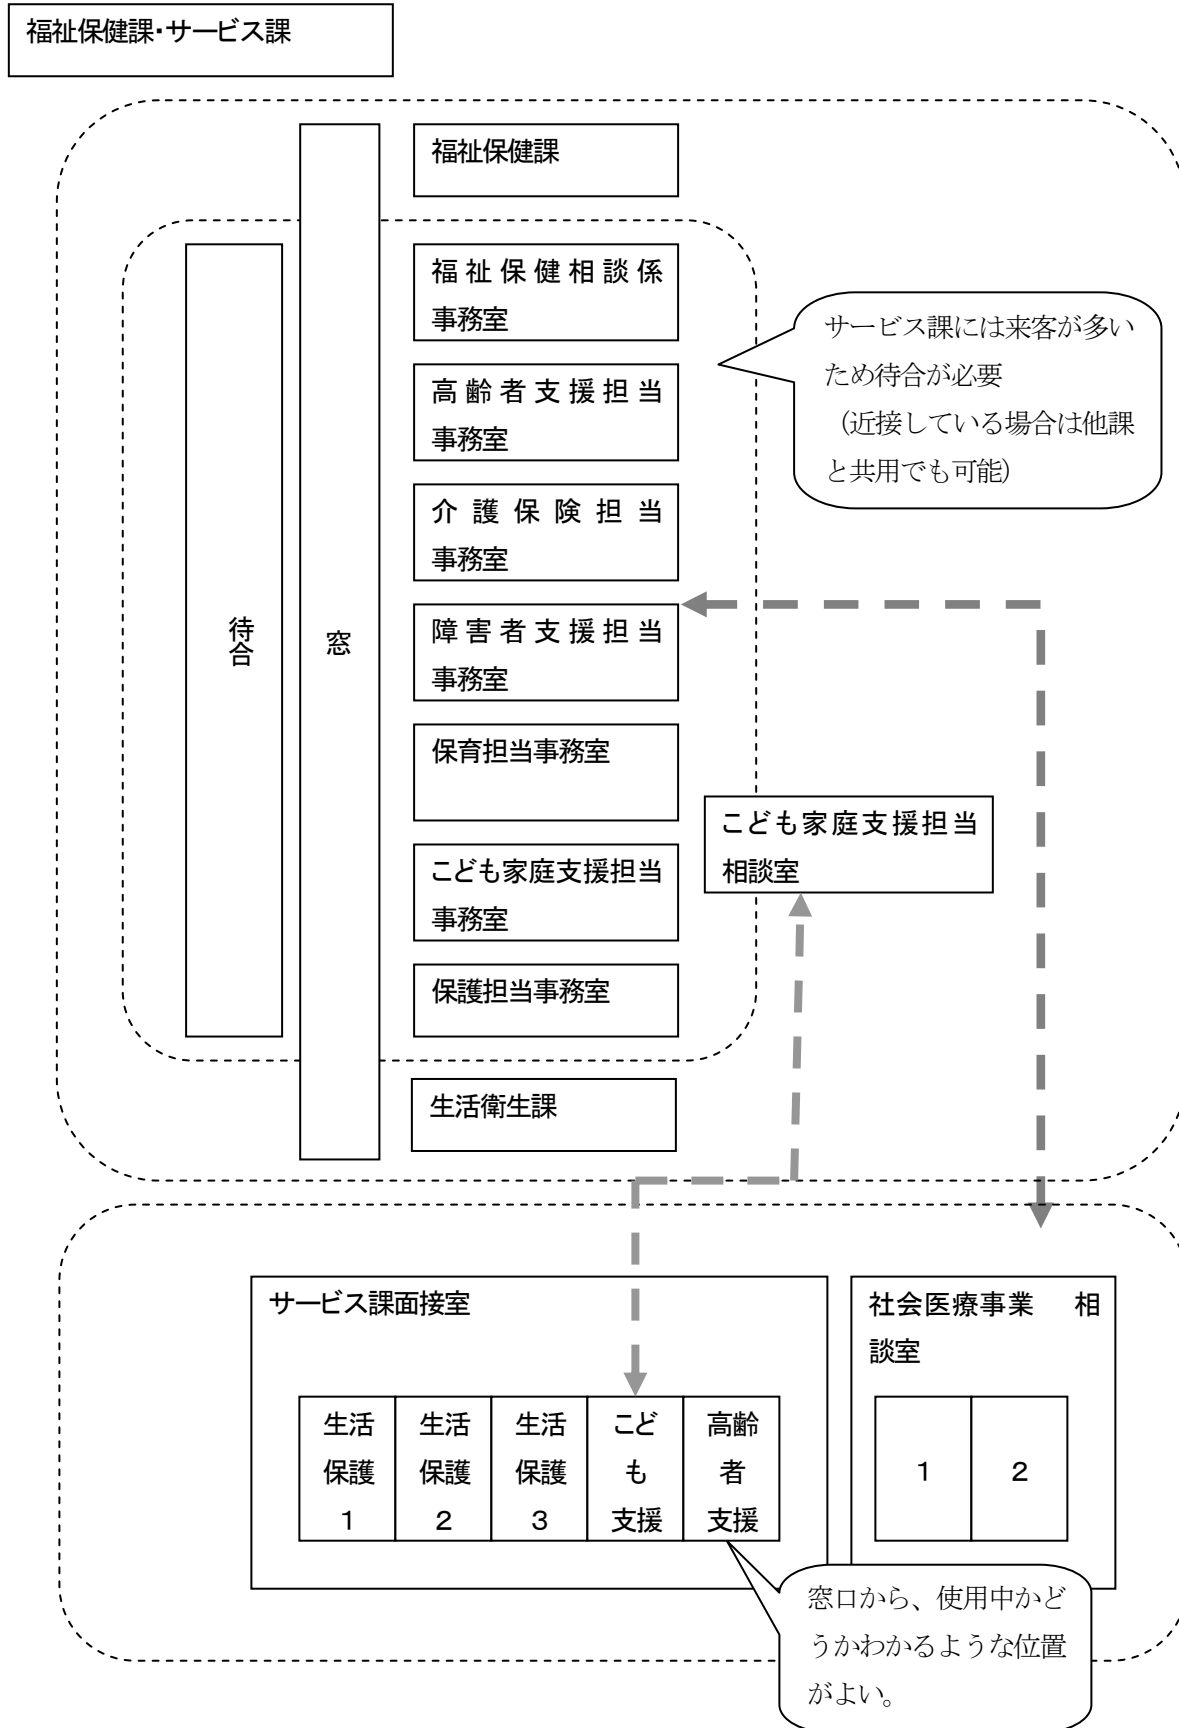 福祉保健課・サービス課
福祉保健課
福祉保健相談係
事務室
高齢者支援担当
事務室
介護保険担当
事務室
障害者支援担当
事務室
保育担当事務室
こども家庭支援担当
事務室
保護担当事務室
生活衛生課
待合
窓
サービス課には来客が多い
ため待合が必要
（近接している場合は他課
と共用でも可能）
こども家庭支援担当
相談室
サービス課面接室
生活
保護
1
生活
保護
2
生活
保護
3
こど
も
支援
高齢
者
支援
社会医療事業　相
談室
1
2
窓口から、使用中かど
うかわかるような位置
がよい。